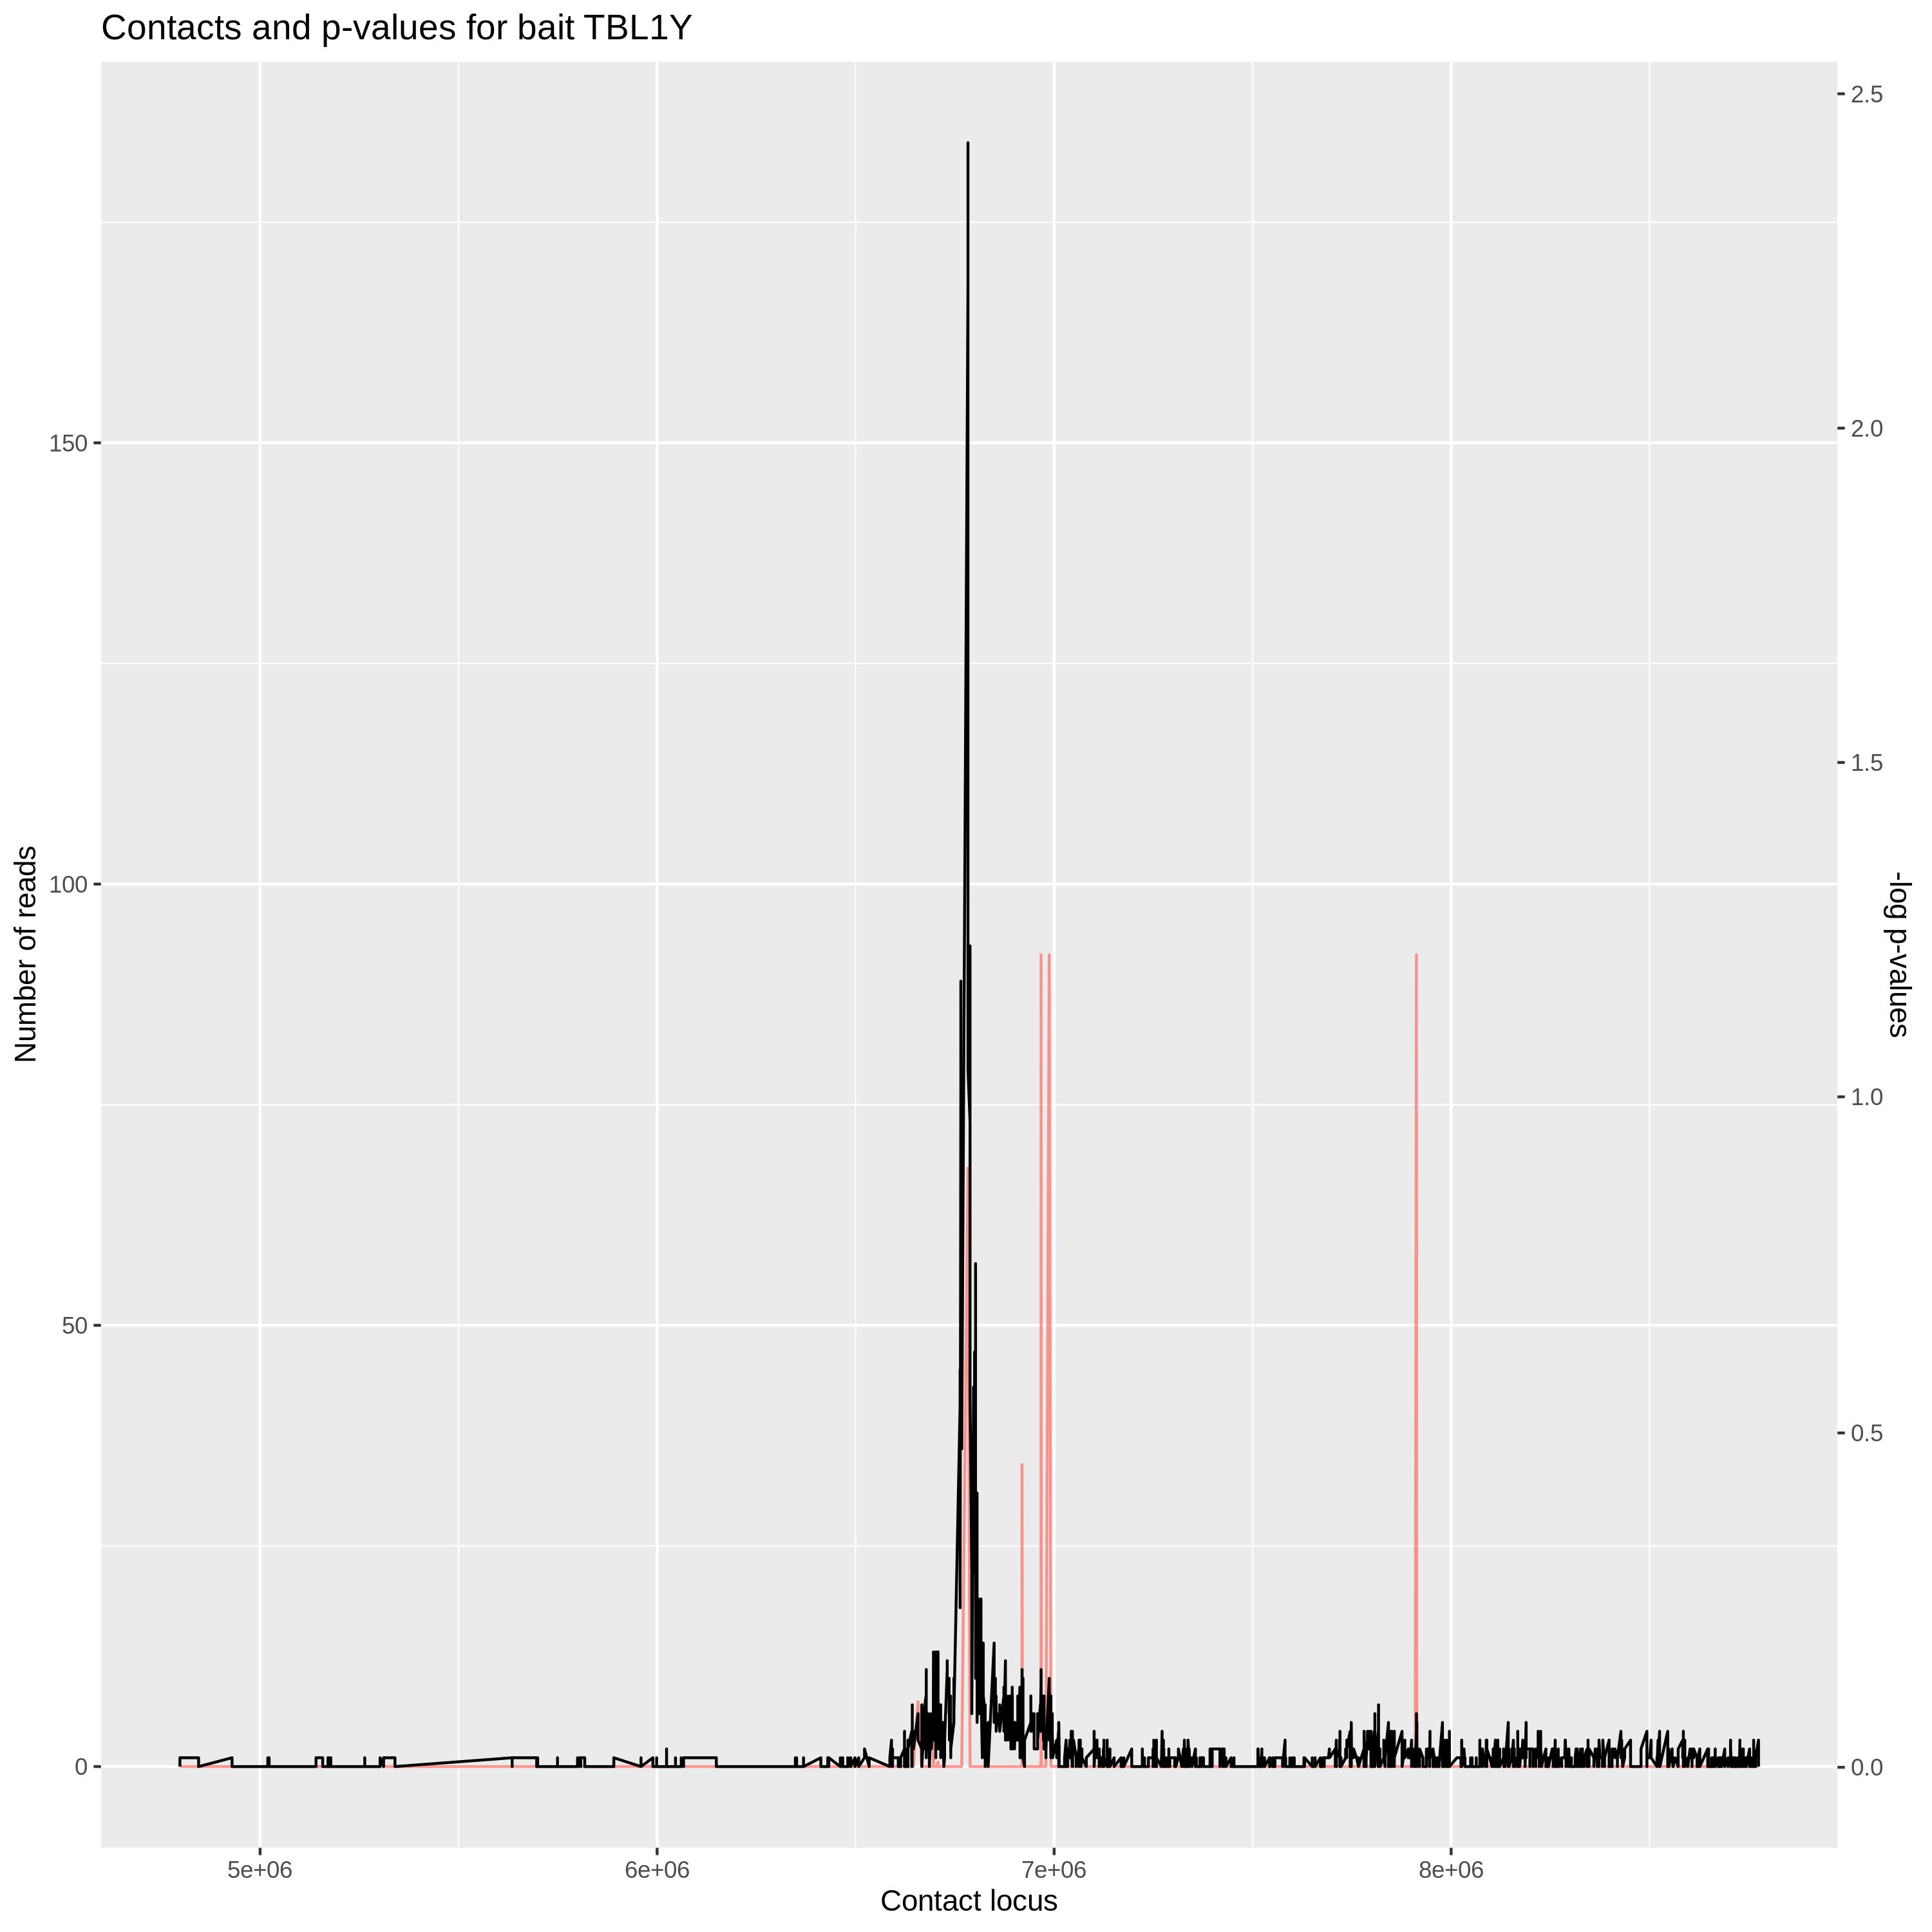 Contacts and p-values for bait TBL1Y
Number of reads
150
100
50
0
2.5
2.0
1.5
1.0
0.5
0.0
-log p-values
5e+06 6e+06 7e+06 8e+06
Contact locus